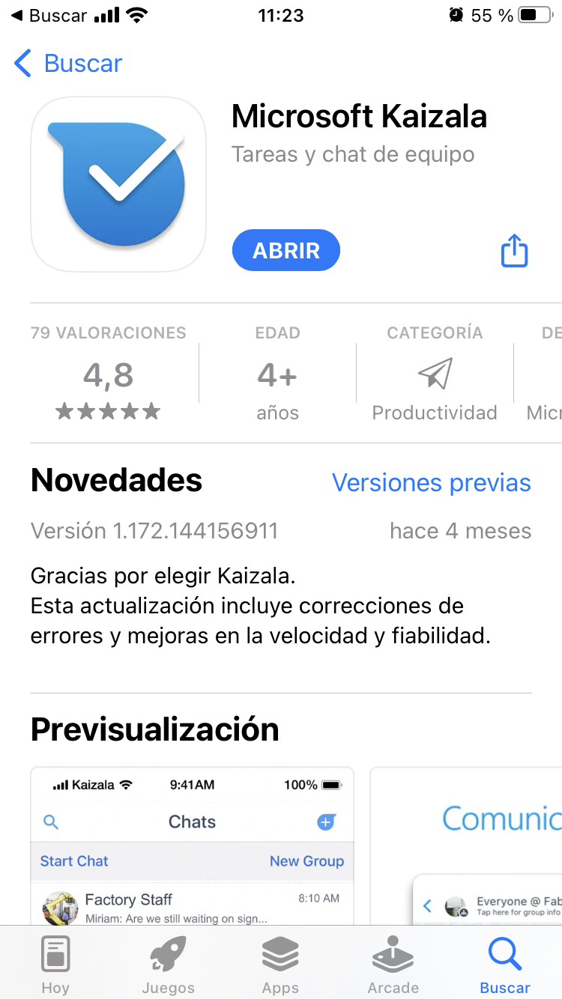 Buscar
11:23
55 %
Buscar
Microsoft Kaizala
Tareas y chat de equipo
ABRIR
79 VALORACIONES
EDAD
CATEGORÍA
DE
4,8
4+
años
Productividad
Micr
Novedades
Versiones previas
Versión 1.172.144156911
hace 4 meses
Gracias por elegir Kaizala.
Esta actualización incluye correcciones de
errores y mejoras en la velocidad y fiabilidad.
Previsualización
Kaizala
9:41AM
100%
Chats
Start Chat
New Group
Factory Staff
8:10 AM
Miriam: Are we still waiting on sign...
Comunic
Everyone @ Fab
Tap here for group info
Hoy
Juegos
Apps
Arcade
Buscar